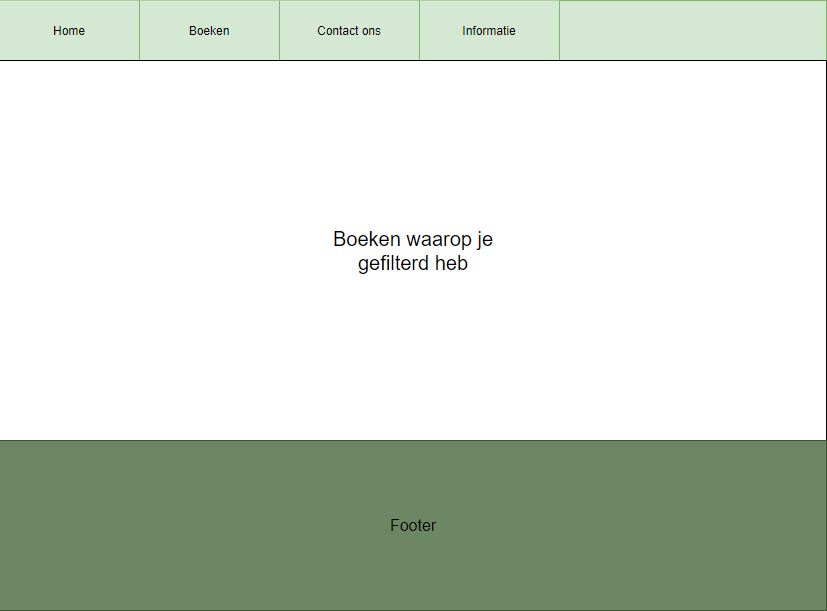 Home
Boeken
Contact ons
Informatie
Boeken waarop je
gefilterd heb
Footer